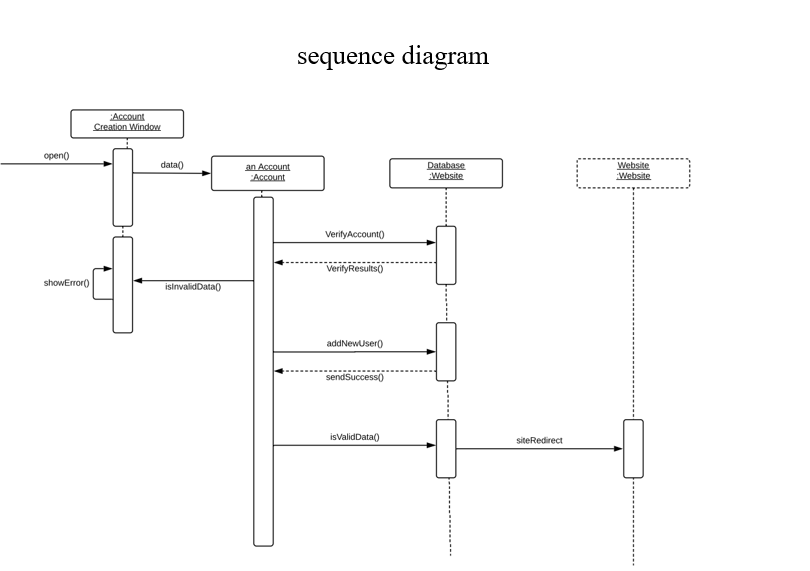 sequence diagram
:Account
Creation Window
open()
data()
an Account
:Account
Database
:Website
Website
:Website
VerifyAccount()
VerifyResults()
showError()
isInvalidData()
addNewUser()
sendSuccess()
isValidData()
siteRedirect